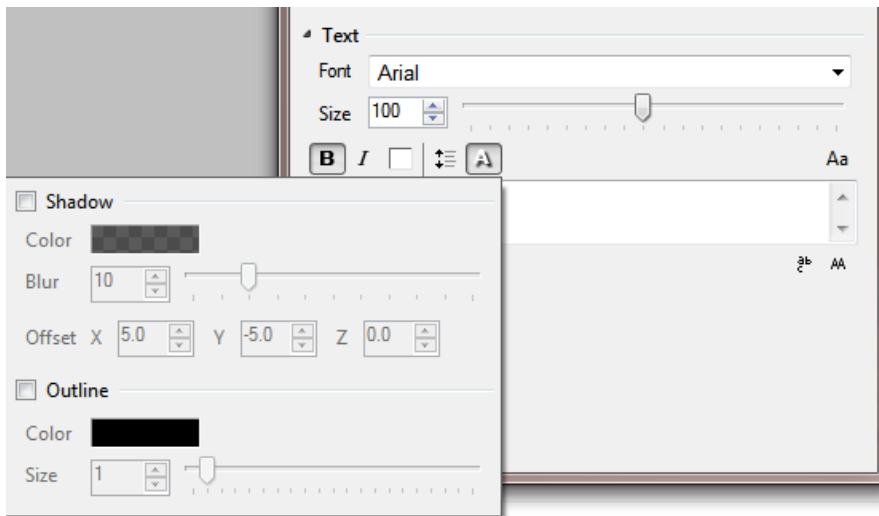 Text
Font Arial
Size 100
B I A Aa
Shadow
Color
Blur 10
Offset X 5.0 Y -5.0 Z 0.0
Outline
Color
Size 1